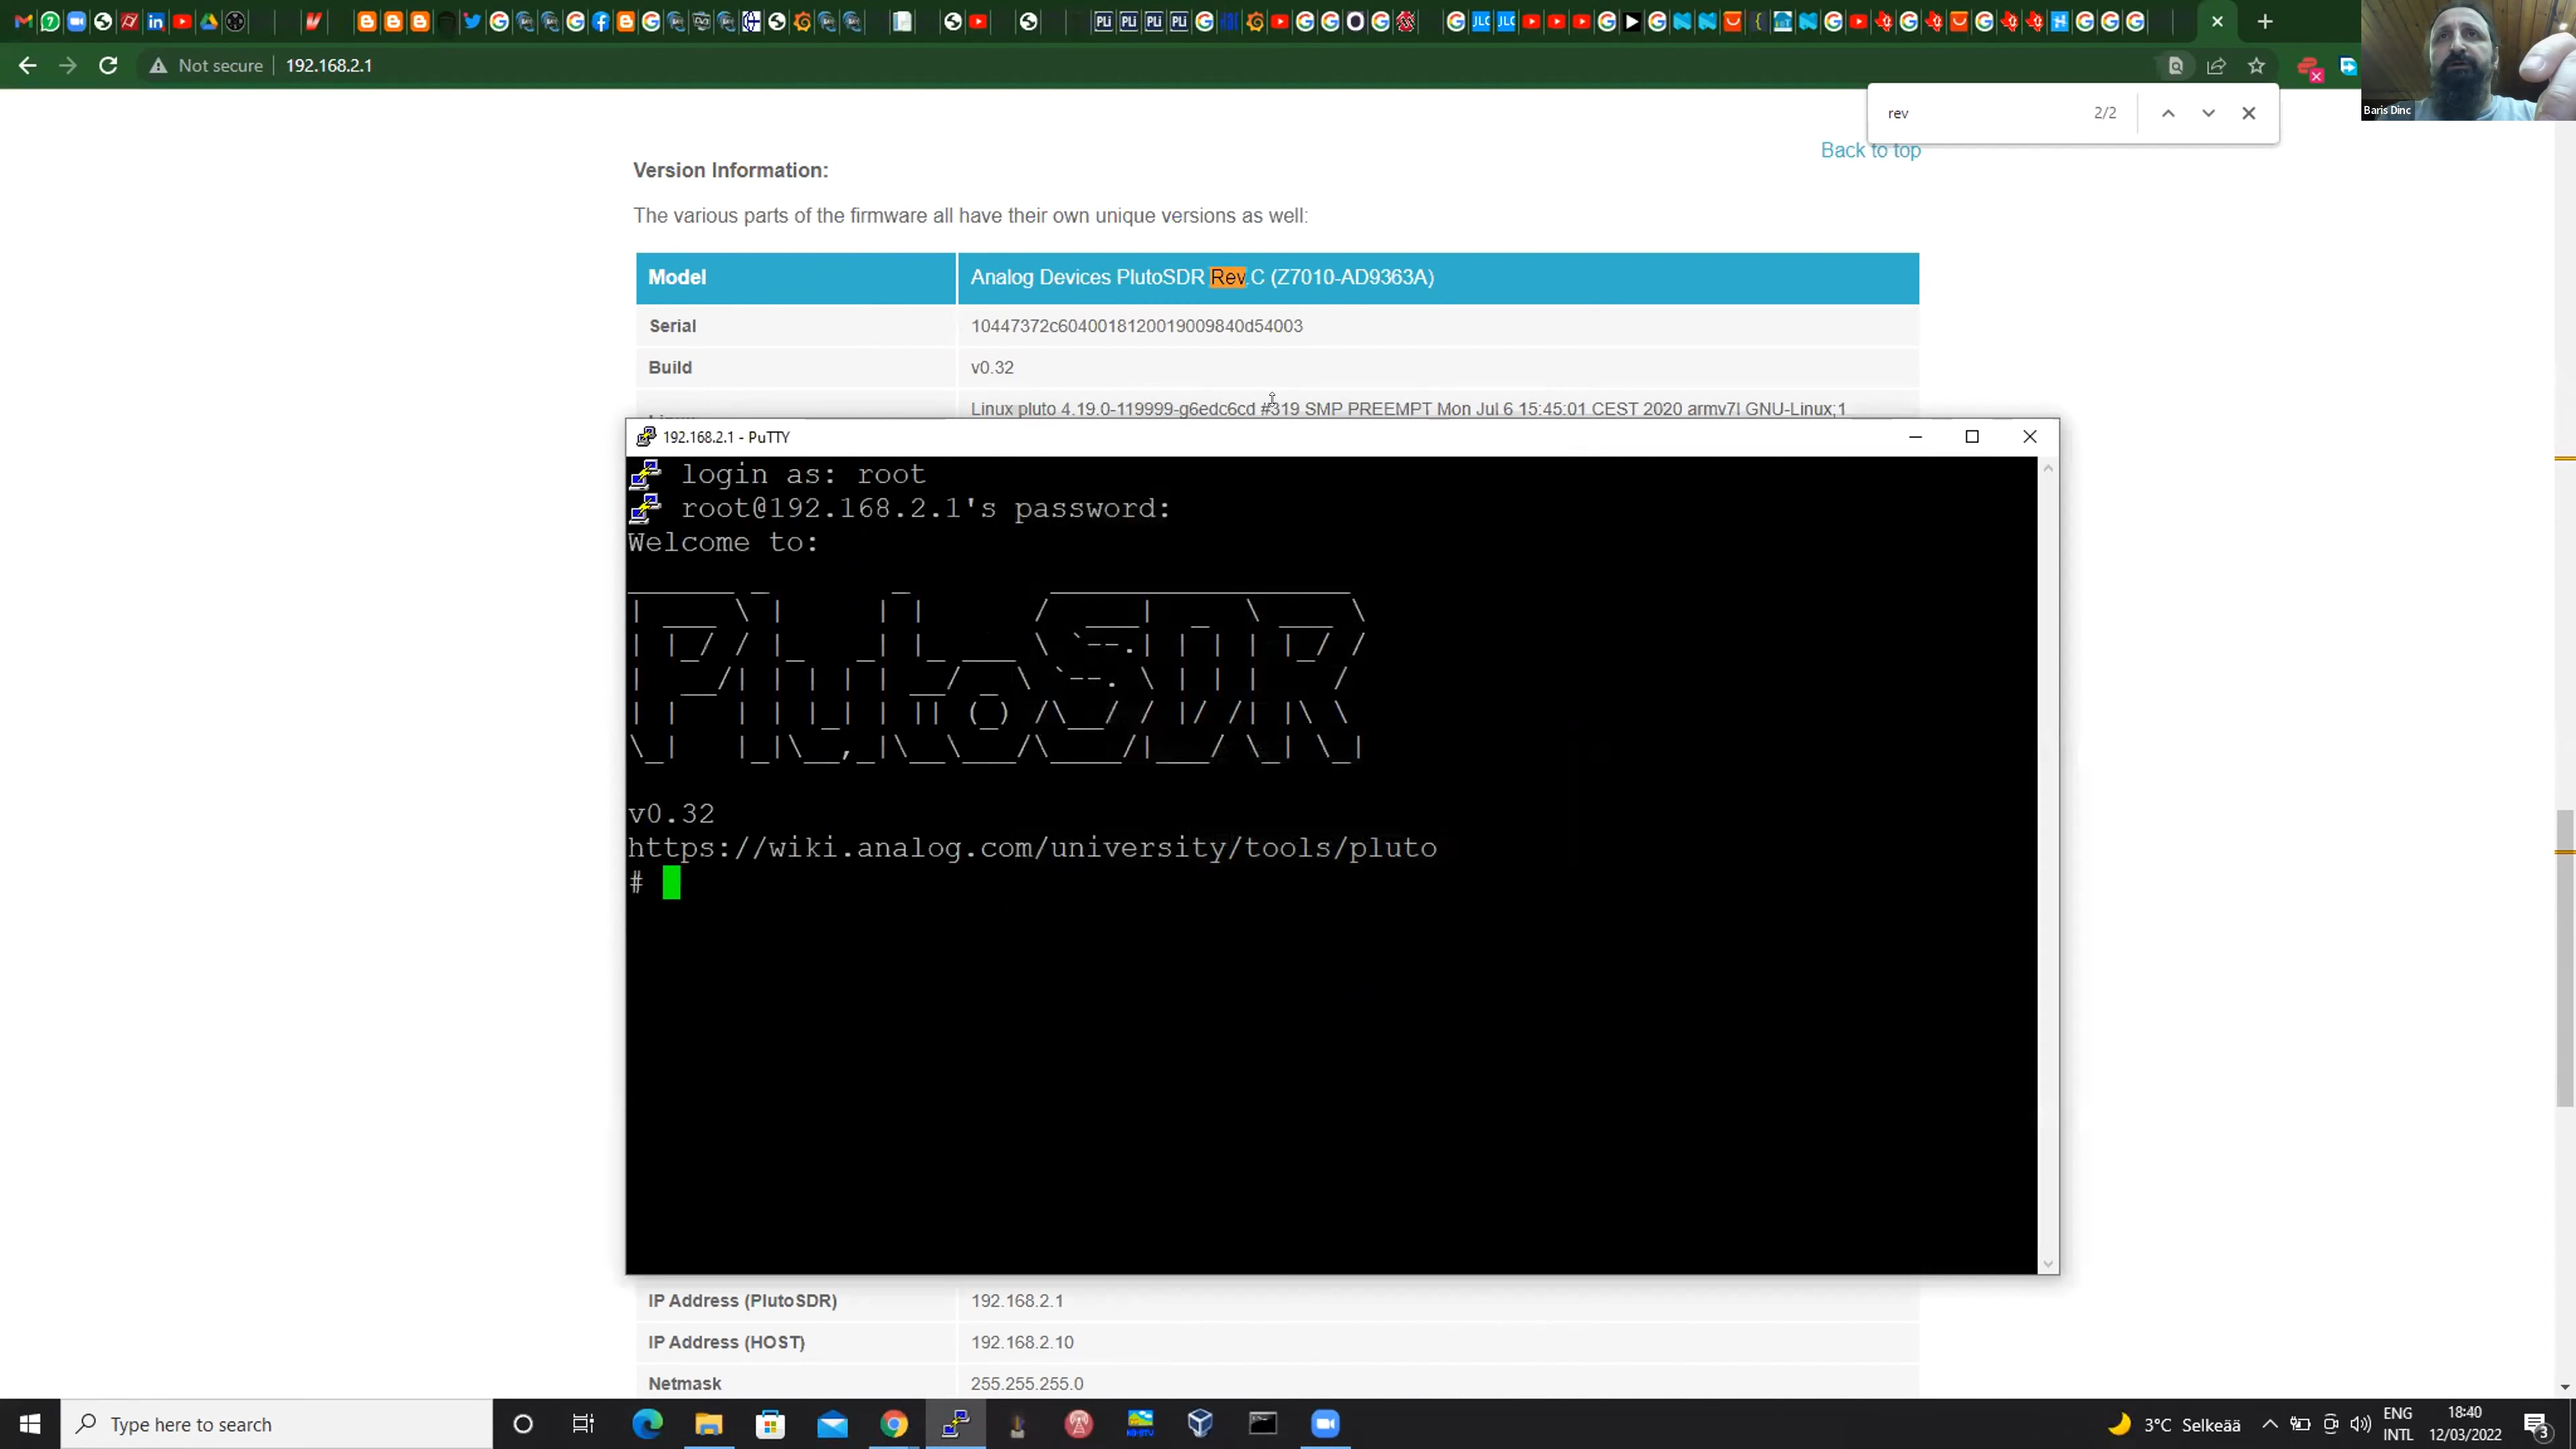 Not secure
192.168.2.1
Baris Dinc
rev
2/2
Back to top
Version Information:
The various parts of the firmware all have their own unique versions as well:
Model
Analog Devices PlutoSDR Rev.C (Z7010-AD9363A)
Serial
10447372c6040018120019009840d54003
Build
v0.32
Linux pluto 4.19.0-119999-g6edc6cd #319 SMP PREEMPT Mon Jul 6 15:45:01 CEST 2020 armv7l GNU-Linux;1
192.168.2.1 - PuTTY
login as: root
root@192.168.2.1's password:
Welcome to:
PlutoSDR
v0.32
https://wiki.analog.com/university/tools/pluto
#
IP Address (PlutoSDR)
192.168.2.1
IP Address (HOST)
192.168.2.10
Netmask
255.255.255.0
Type here to search
3°C Selkeää
ENG
INTL
18:40
12/03/2022
3